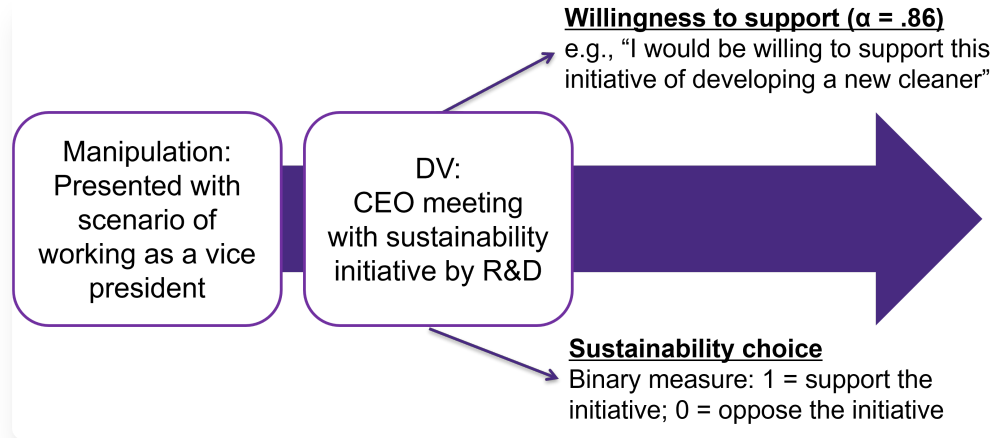 Willingness to support (α = .86)
e.g., “I would be willing to support this
initiative of developing a new cleaner”
Manipulation:
Presented with
scenario of
working as a vice
president
DV:
CEO meeting
with sustainability
initiative by R&D
Sustainability choice
Binary measure: 1 = support the
initiative; 0 = oppose the initiative